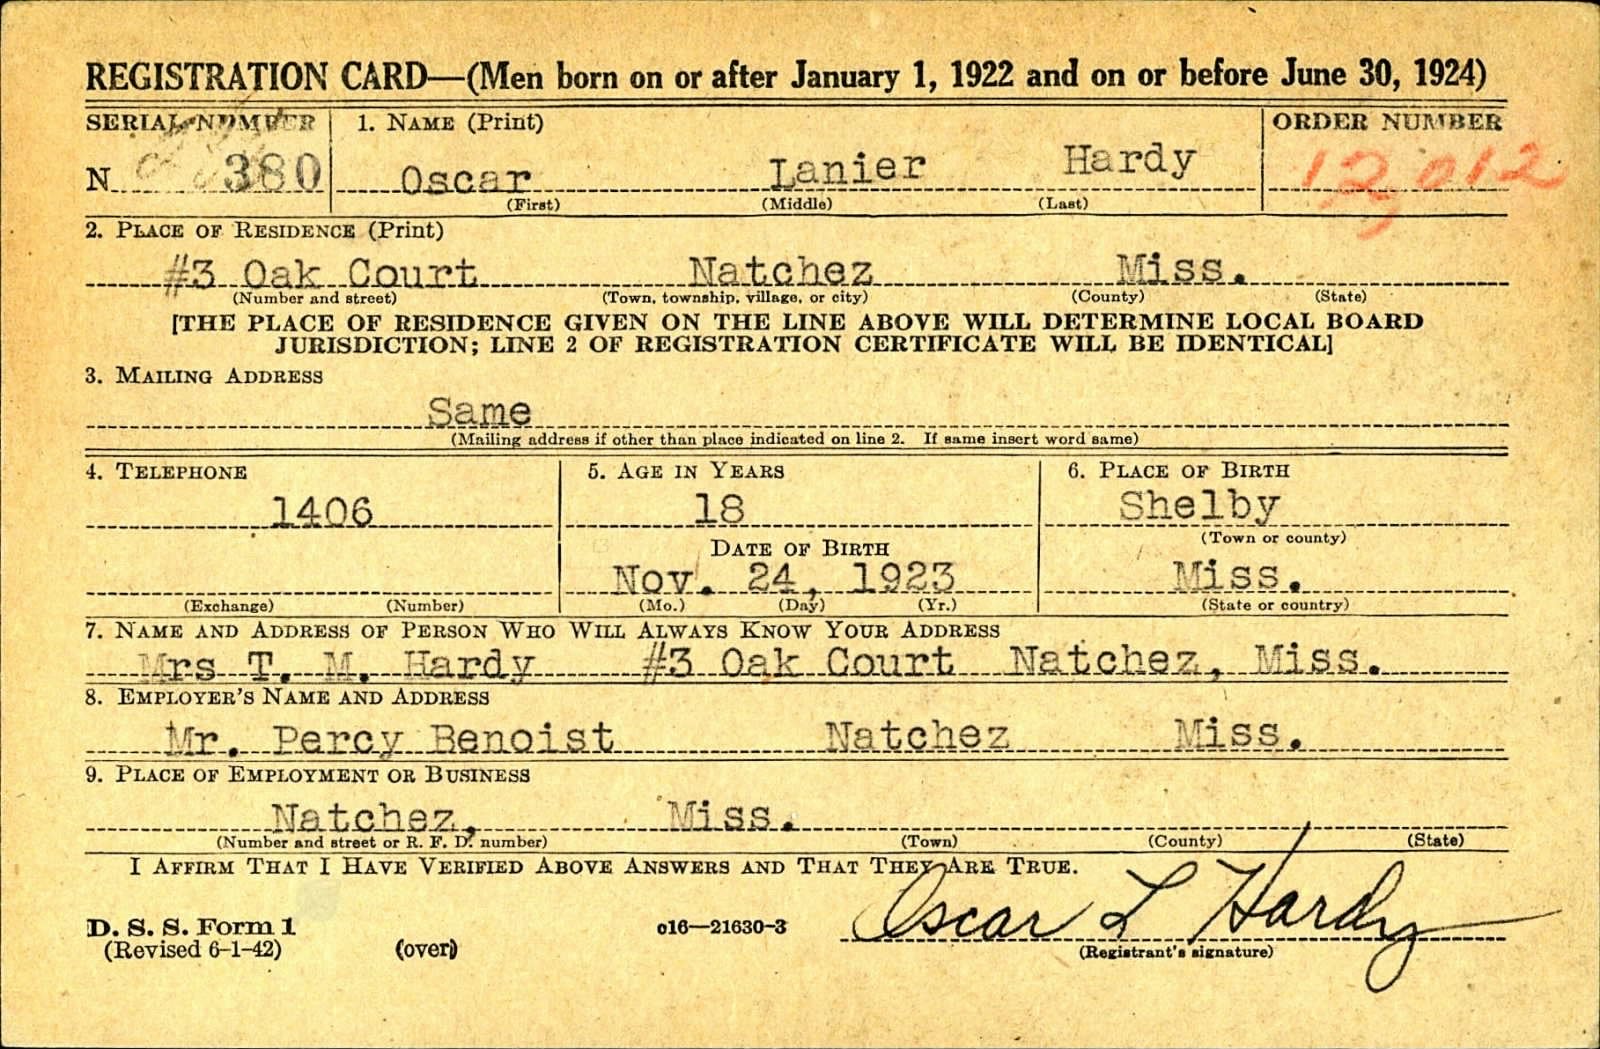 REGISTRATION CARD—(Men born on or after January 1, 1922 and on or before June 30, 1924)
SERIAL NUMBER 1. NAME (Print) ORDER NUMBER
N 380 Oscar Lanier Hardy 12,012
(First) (Middle) (Last)
2. PLACE OF RESIDENCE (Print)
#3 Oak Court Natchez Miss.
(Number and street) (Town, township, village, or city) (County) (State)
[THE PLACE OF RESIDENCE GIVEN ON THE LINE ABOVE WILL DETERMINE LOCAL BOARD
JURISDICTION; LINE 2 OF REGISTRATION CERTIFICATE WILL BE IDENTICAL]
3. MAILING ADDRESS
Same
(Mailing address if other than place indicated on line 2. If same insert word same)
4. TELEPHONE 5. AGE IN YEARS 6. PLACE OF BIRTH
1406 18 Shelby
(Town or county)
DATE OF BIRTH
Nov. 24, 1923 Miss.
(Exchange) (Number) (Mo.) (Day) (Yr.) (State or country)
7. NAME AND ADDRESS OF PERSON WHO WILL ALWAYS KNOW YOUR ADDRESS
Mrs T. M. Hardy #3 Oak Court Natchez, Miss.
8. EMPLOYER'S NAME AND ADDRESS
Mr. Percy Benoist Natchez Miss.
9. PLACE OF EMPLOYMENT OR BUSINESS
Natchez, Miss.
(Number and street or R. F. D. number) (Town) (County) (State)
I AFFIRM THAT I HAVE VERIFIED ABOVE ANSWERS AND THAT THEY ARE TRUE.
D. S. S. Form 1 c16—21630-3 Oscar L Hardy
(Revised 6-1-42) (over) (Registrant's signature)